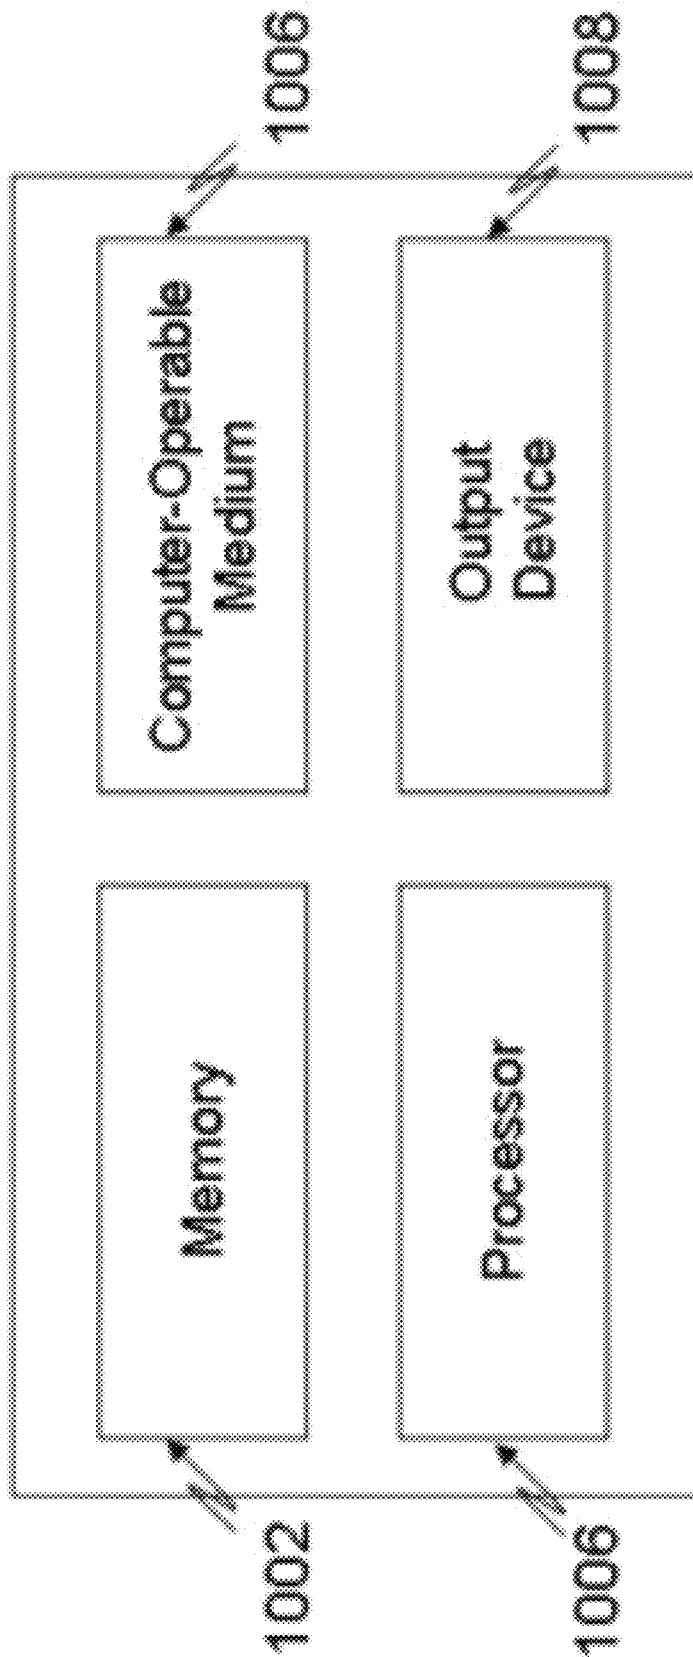 1002
Memory
Computer-Operable
Medium
1006
1006
Processor
Output
Device
1008